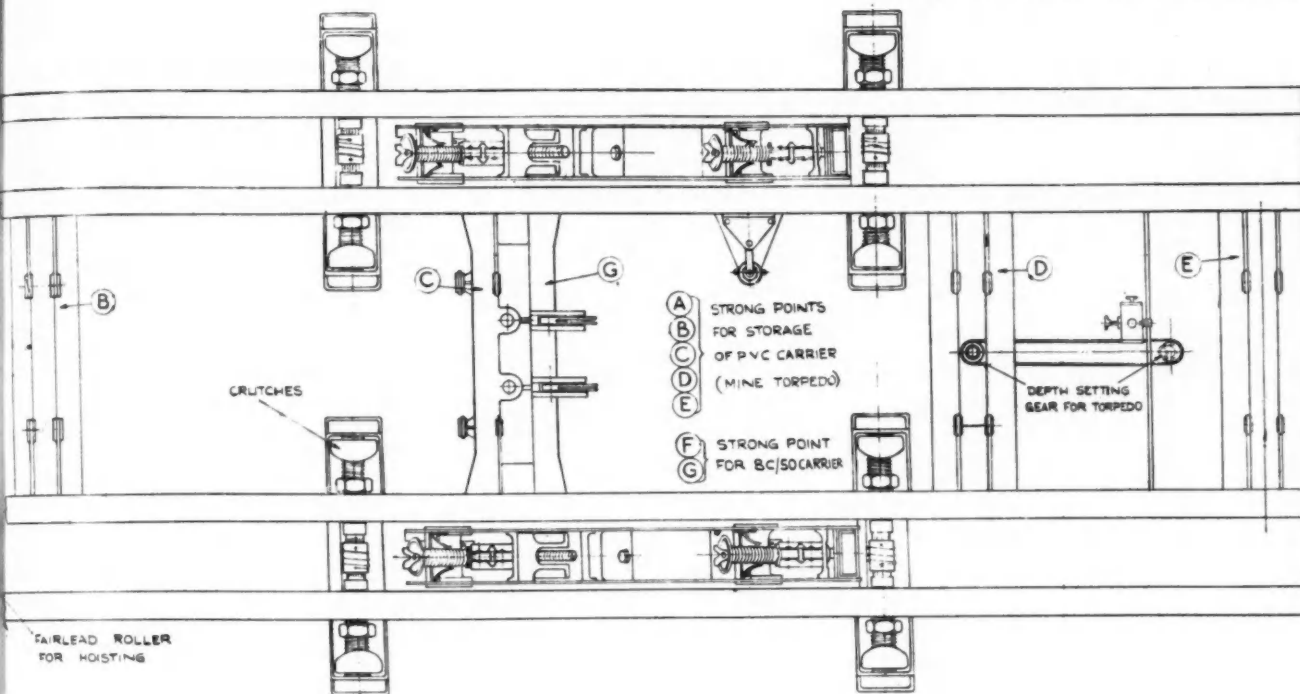 B
C
G
D
E
A STRONG POINTS
B FOR STORAGE
C OF PVC CARRIER
D (MINE TORPEDO)
E
F STRONG POINT
G FOR BC/50 CARRIER
CRUTCHES
DEPTH SETTING
GEAR FOR TORPEDO
FAIRLEAD ROLLER
FOR HOISTING